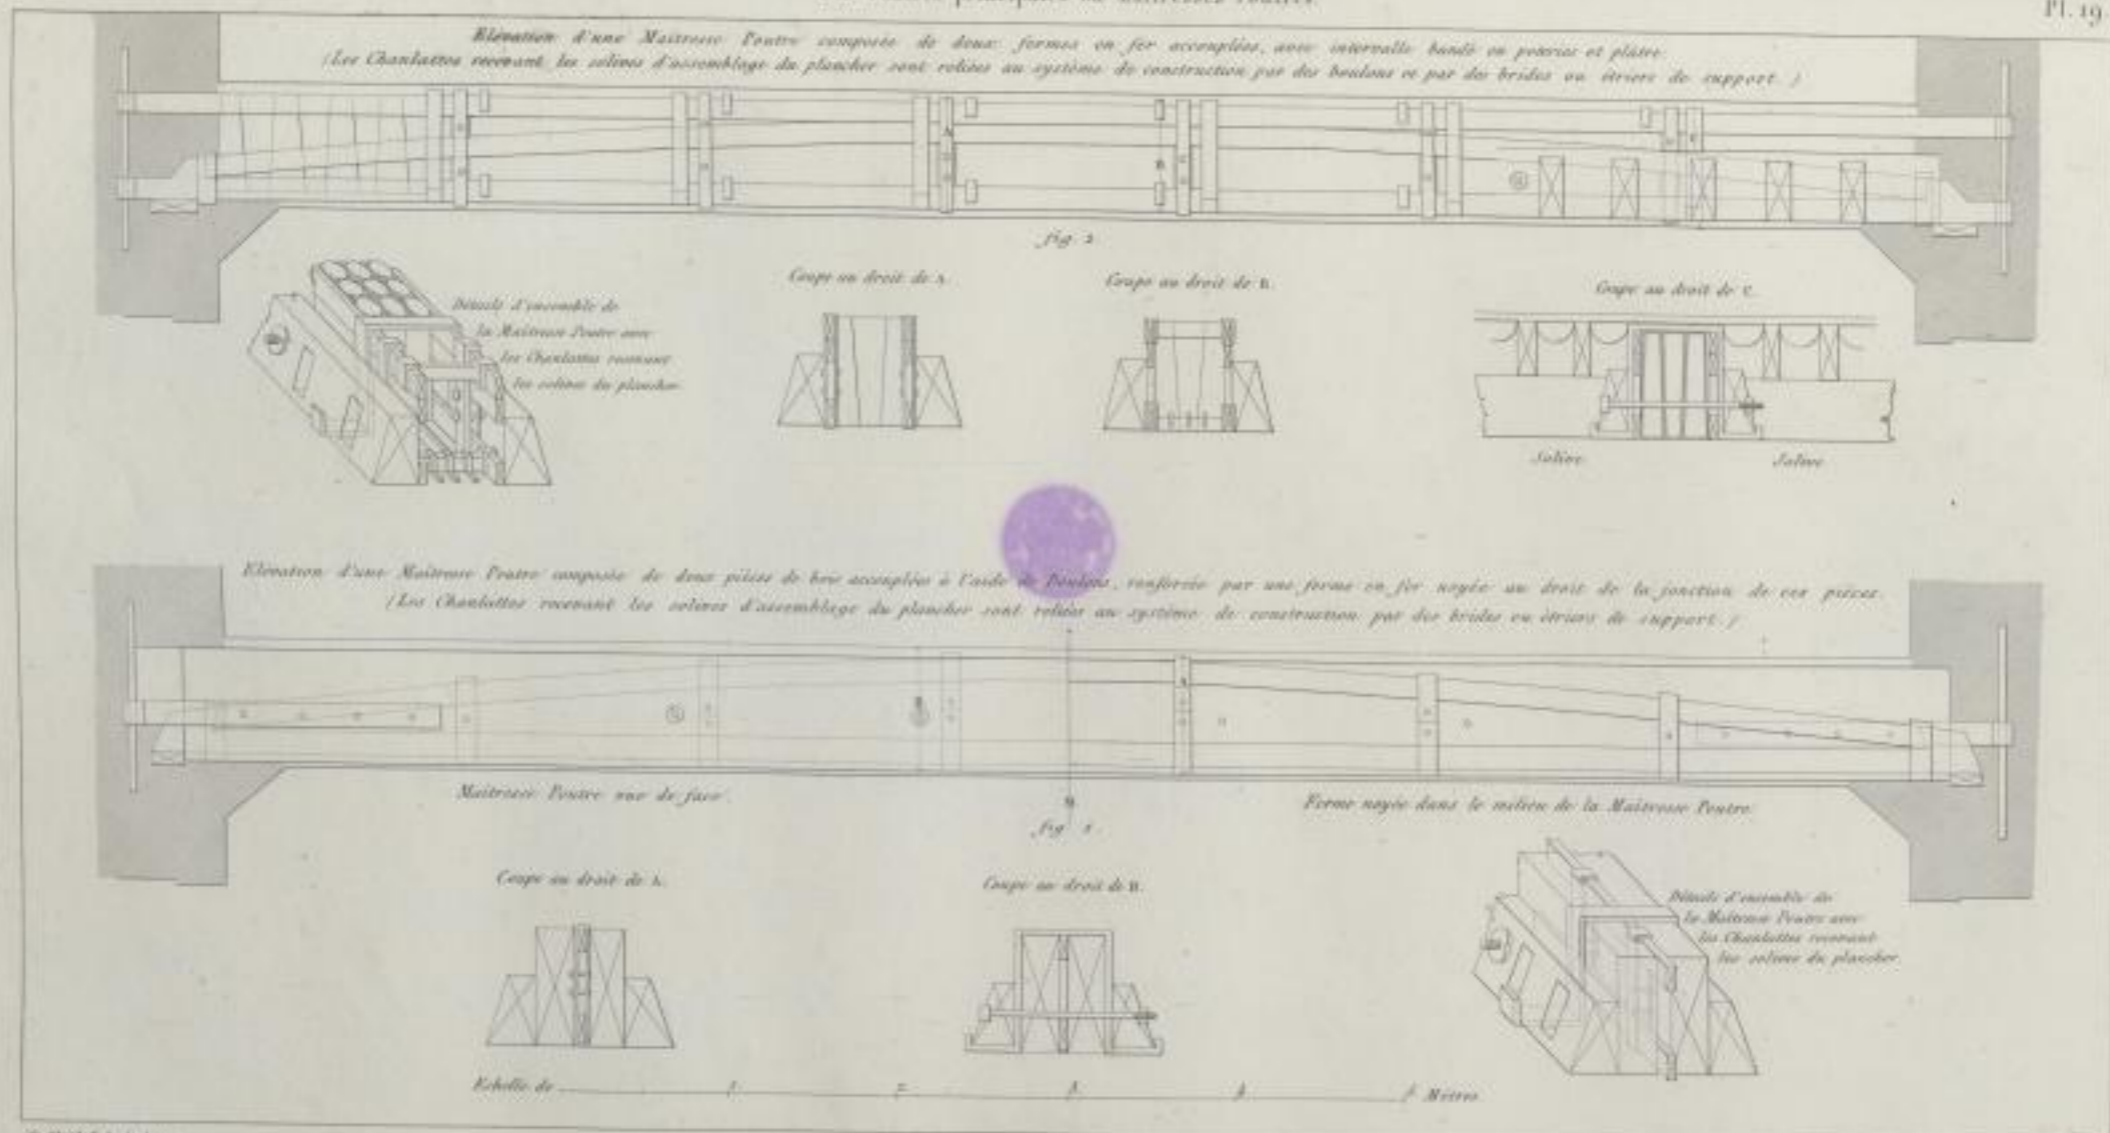 Pl. 19.
principales ou Maitresses Poutres.
Elévation d'une Maitresse Poutre composée de deux fermes en fer accouplées, avec intervalle bandé en poteries et plâtre
(Les Chanlattes recevant les solives d'assemblage du plancher sont reliées au système de construction par des boulons et par des brides ou étriers de support.)
fig 2
Détails d'ensemble de
la Maitresse Poutre avec
les Chanlattes recevant
les solives du plancher.
Coupe au droit de A.
Coupe au droit de B.
Coupe au droit de C.
Solive
Solive
Elévation d'une Maitresse Poutre composée de deux pièces de bois accouplées à l'aide de Boulons, renforcée par une ferme en fer noyée au droit de la jonction de ces pièces.
(Les Chanlattes recevant les solives d'assemblage du plancher sont reliées au système de construction par des brides ou étriers de support.)
Maitresse Poutre vue de face.
B
Ferme noyée dans le milieu de la Maitresse Poutre.
fig 1.
Coupe au droit de A.
Coupe au droit de B.
Détails d'ensemble de
la Maitresse Poutre avec
les Chanlattes recevant
les solives du plancher.
Echelle de 1 2 3 4 5 Mètres